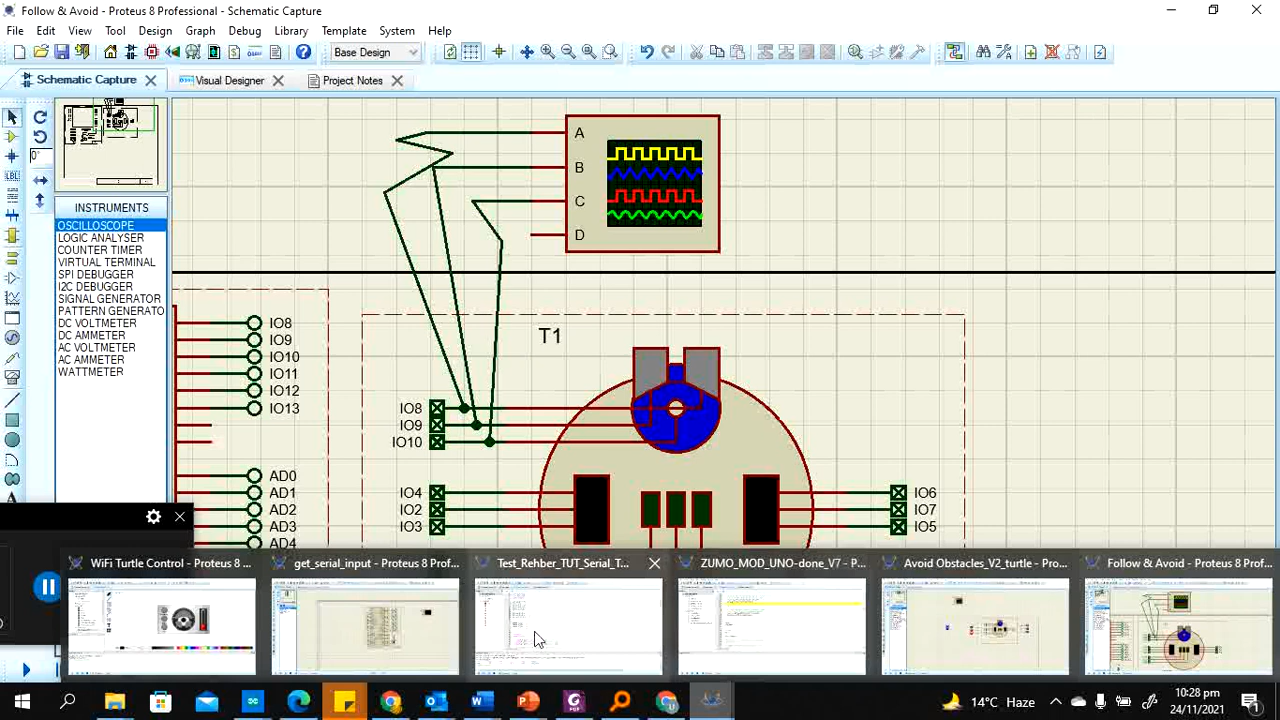 Follow & Avoid - Proteus 8 Professional - Schematic Capture
File Edit View Tool Design Graph Debug Library Template System Help
Base Design
Schematic Capture Visual Designer Project Notes
0°
LBL
INSTRUMENTS
OSCILLOSCOPE
LOGIC ANALYSER
COUNTER TIMER
VIRTUAL TERMINAL
SPI DEBUGGER
I2C DEBUGGER
SIGNAL GENERATOR
PATTERN GENERATO
DC VOLTMETER
DC AMMETER
AC VOLTMETER
AC AMMETER
WATTMETER
A
B
C
D
T1
IO8
IO9
IO10
IO11
IO12
IO13
AD0
AD1
AD2
AD3
AD4
IO8
IO9
IO10
IO4
IO2
IO3
IO6
IO7
IO5
WiFi Turtle Control - Proteus 8 ...
get_serial_input - Proteus 8 Prof...
Test_Rehber_TUT_Serial_T...
ZUMO_MOD_UNO-done_V7 - P...
Avoid Obstacles_V2_turtle - Pro...
Follow & Avoid - Proteus 8 Prof...
14°C Haze
10:28 pm
24/11/2021